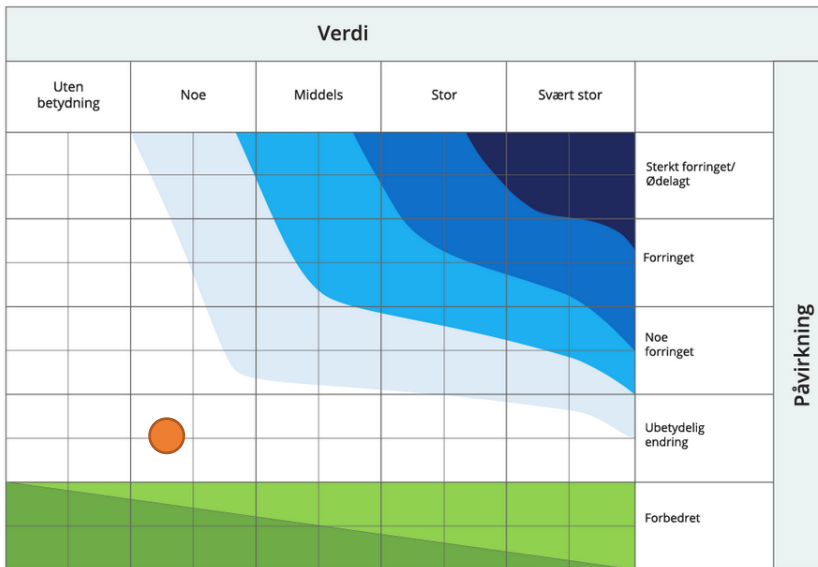 Verdi
Uten
betydning
Noe
Middels
Stor
Svært stor
Sterkt forringet/
Ødelagt
Forringet
Noe
forringet
Ubetydelig
endring
Forbedret
Påvirkning